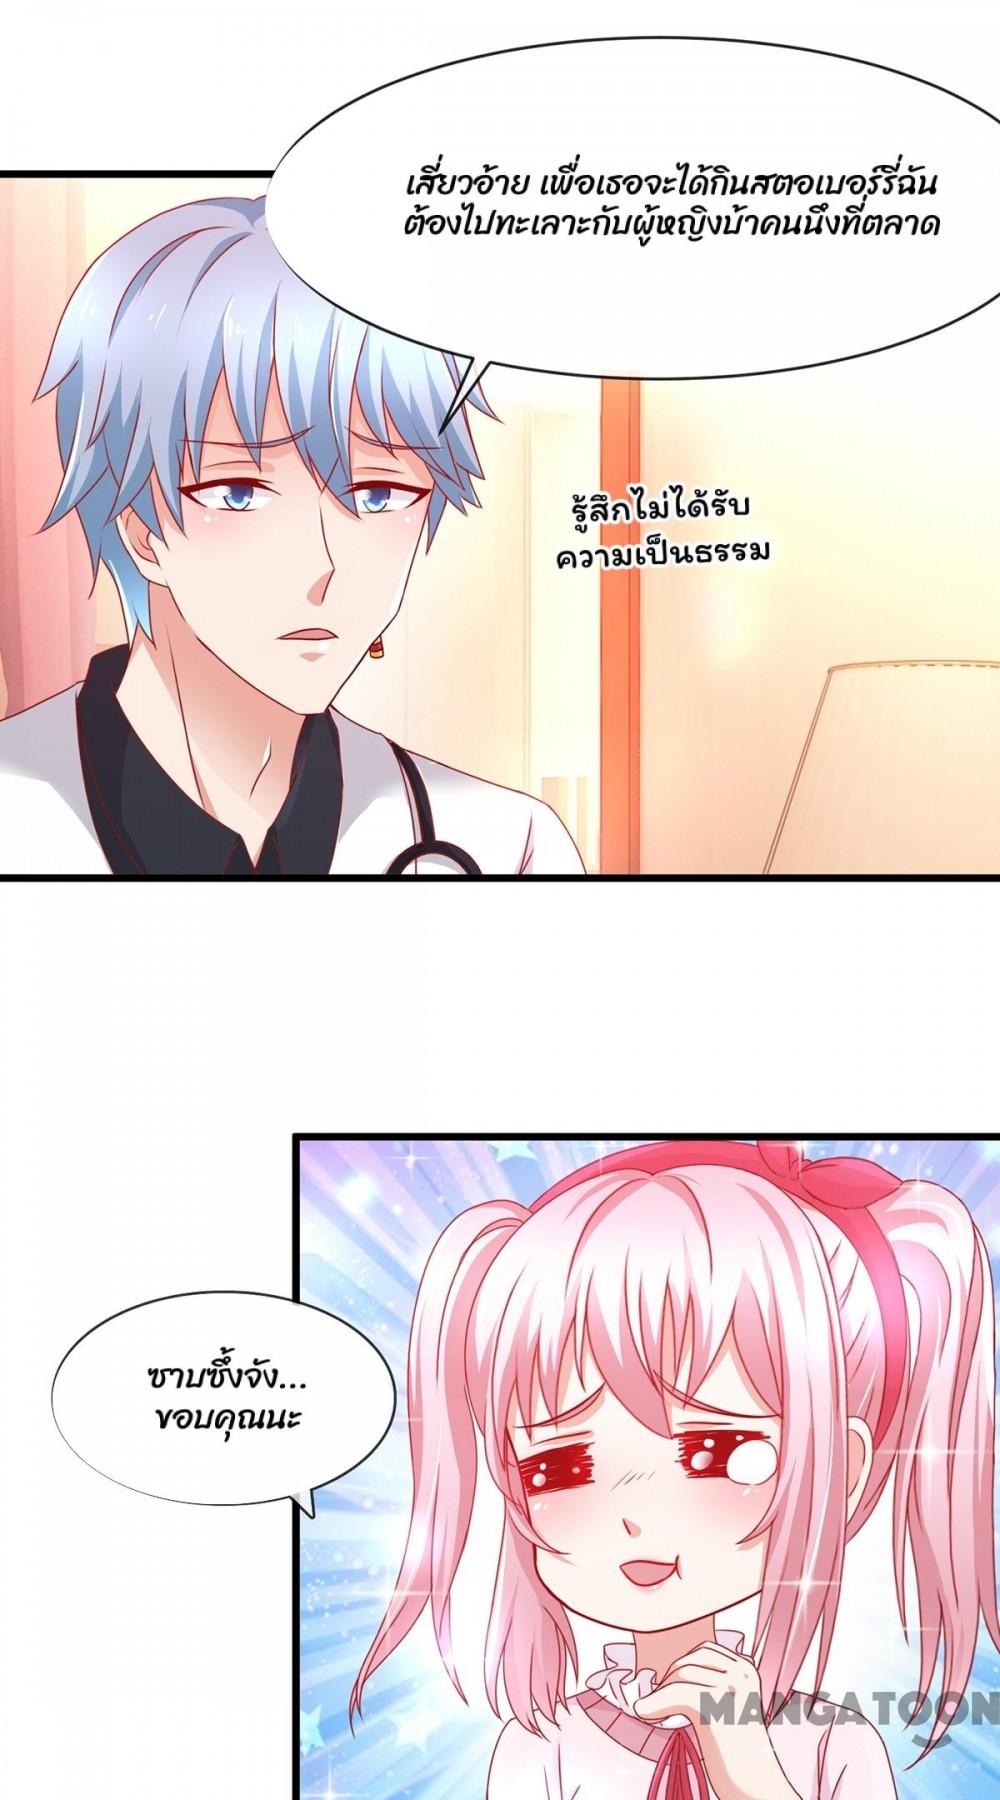 เสี่ยวอ้าย เพื่อเธอจะได้กินสตอเบอร์รี่ฉัน
ต้องไปทะเลาะกับผู้หญิงบ้าคนนึงที่ตลาด
รู้สึกไม่ได้รับ
ความเป็นธรรม
ซาบซึ้งจัง...
ขอบคุณนะ
MANGATOON